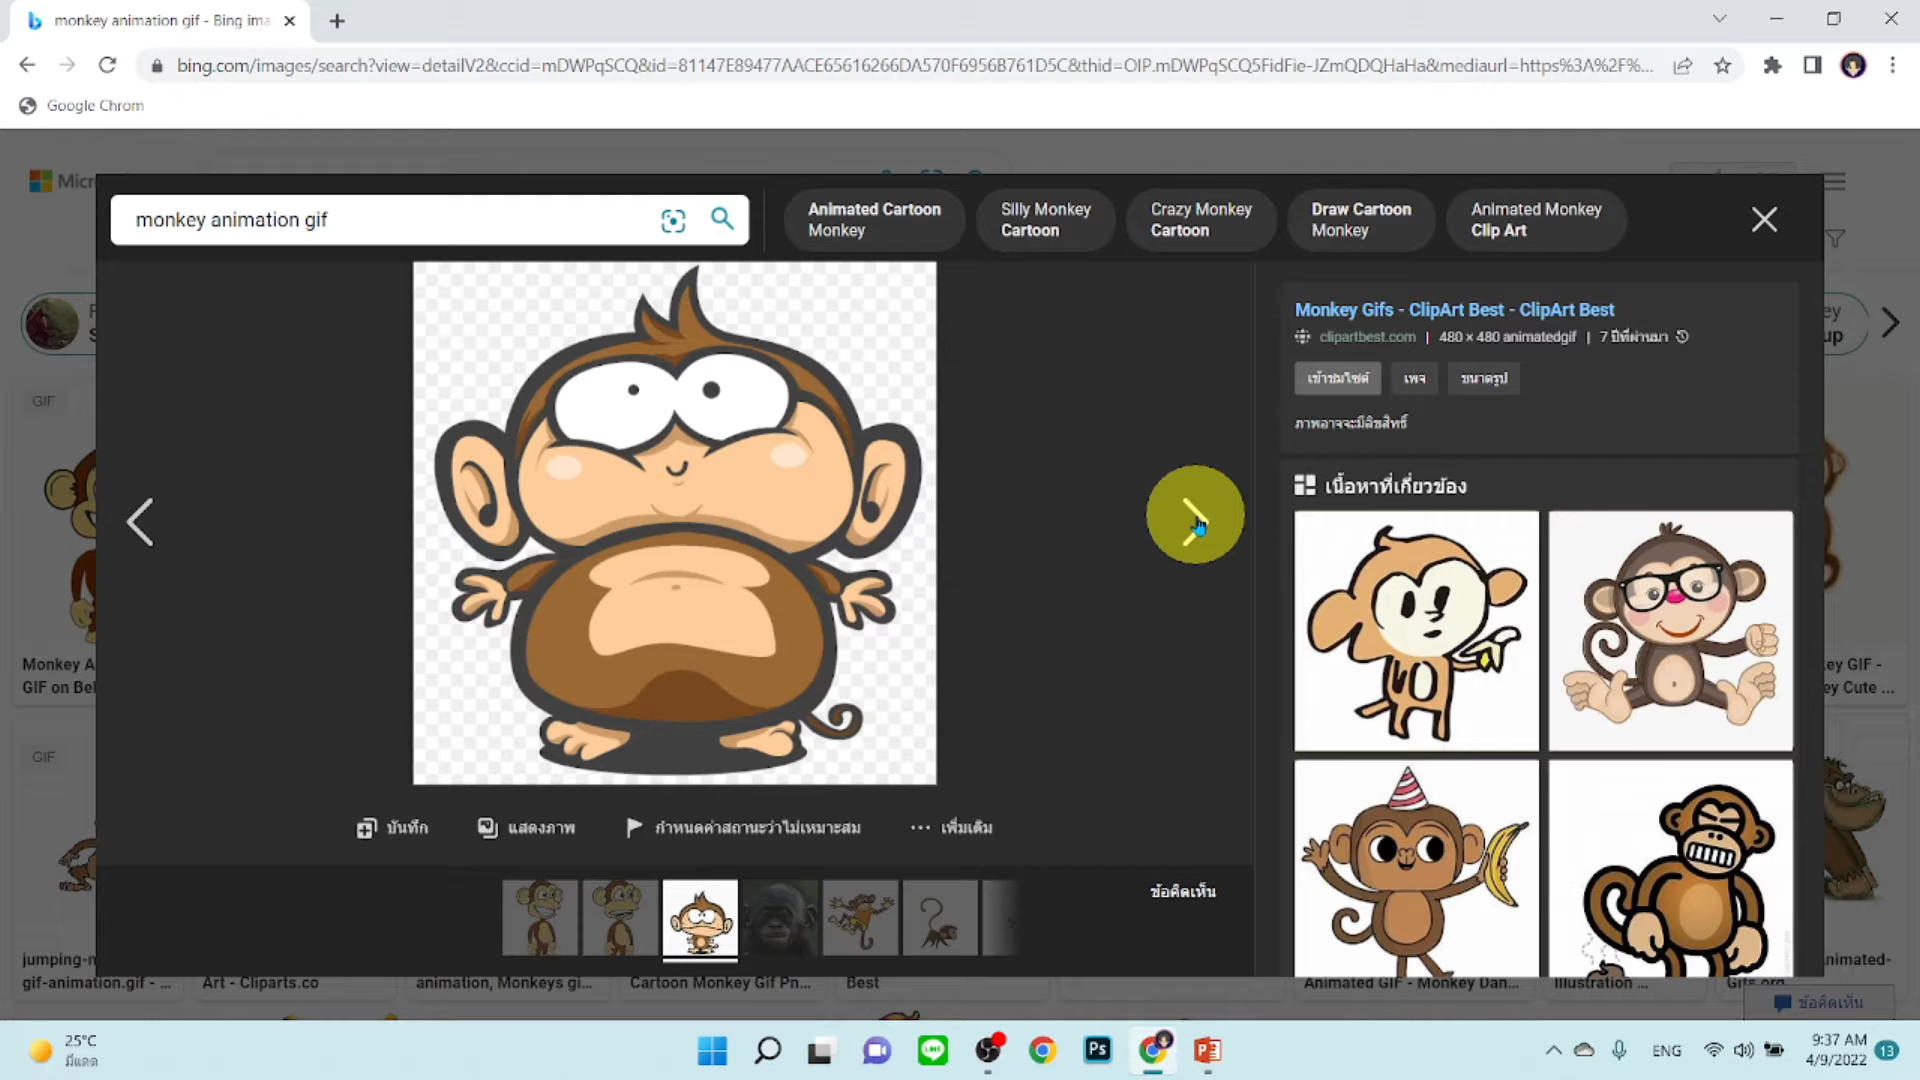 monkey animation gif - Bing ima
bing.com/images/search?view=detailV2&ccid=mDWPqSCQ&id=81147E89477AACE65616266DA570F6956B761D5C&thid=OIP.mDWPqSCQ5FidFie-JZmQDQHaHa&mediaurl=https%3A%2F%...
Google Chrom
monkey animation gif
Animated Cartoon
Monkey
Silly Monkey
Cartoon
Crazy Monkey
Cartoon
Draw Cartoon
Monkey
Animated Monkey
Clip Art
Monkey Gifs - ClipArt Best - ClipArt Best
clipartbest.com | 480 × 480 animatedgif | 7 ปีที่ผ่านมา
เข้าชมไซต์
เพจ
ขนาดรูป
ภาพอาจจะมีลิขสิทธิ์
เนื้อหาที่เกี่ยวข้อง
GIF
Monkey A
GIF on Bel
ey GIF -
ey Cute ...
GIF
บันทึก
แสดงภาพ
กำหนดค่าสถานะว่าไม่เหมาะสม
เพิ่มเติม
ข้อคิดเห็น
jumping-m
gif-animation.gif - ...
Art - Cliparts.co
animation, Monkeys gi...
Cartoon Monkey Gif Pn...
Best
Animated GIF - Monkey Dan...
Illustration ...
nimated-
Gifs.org
ข้อคิดเห็น
25°C
มีแดด
LINE
Ps
P
ENG
9:37 AM
4/9/2022
13